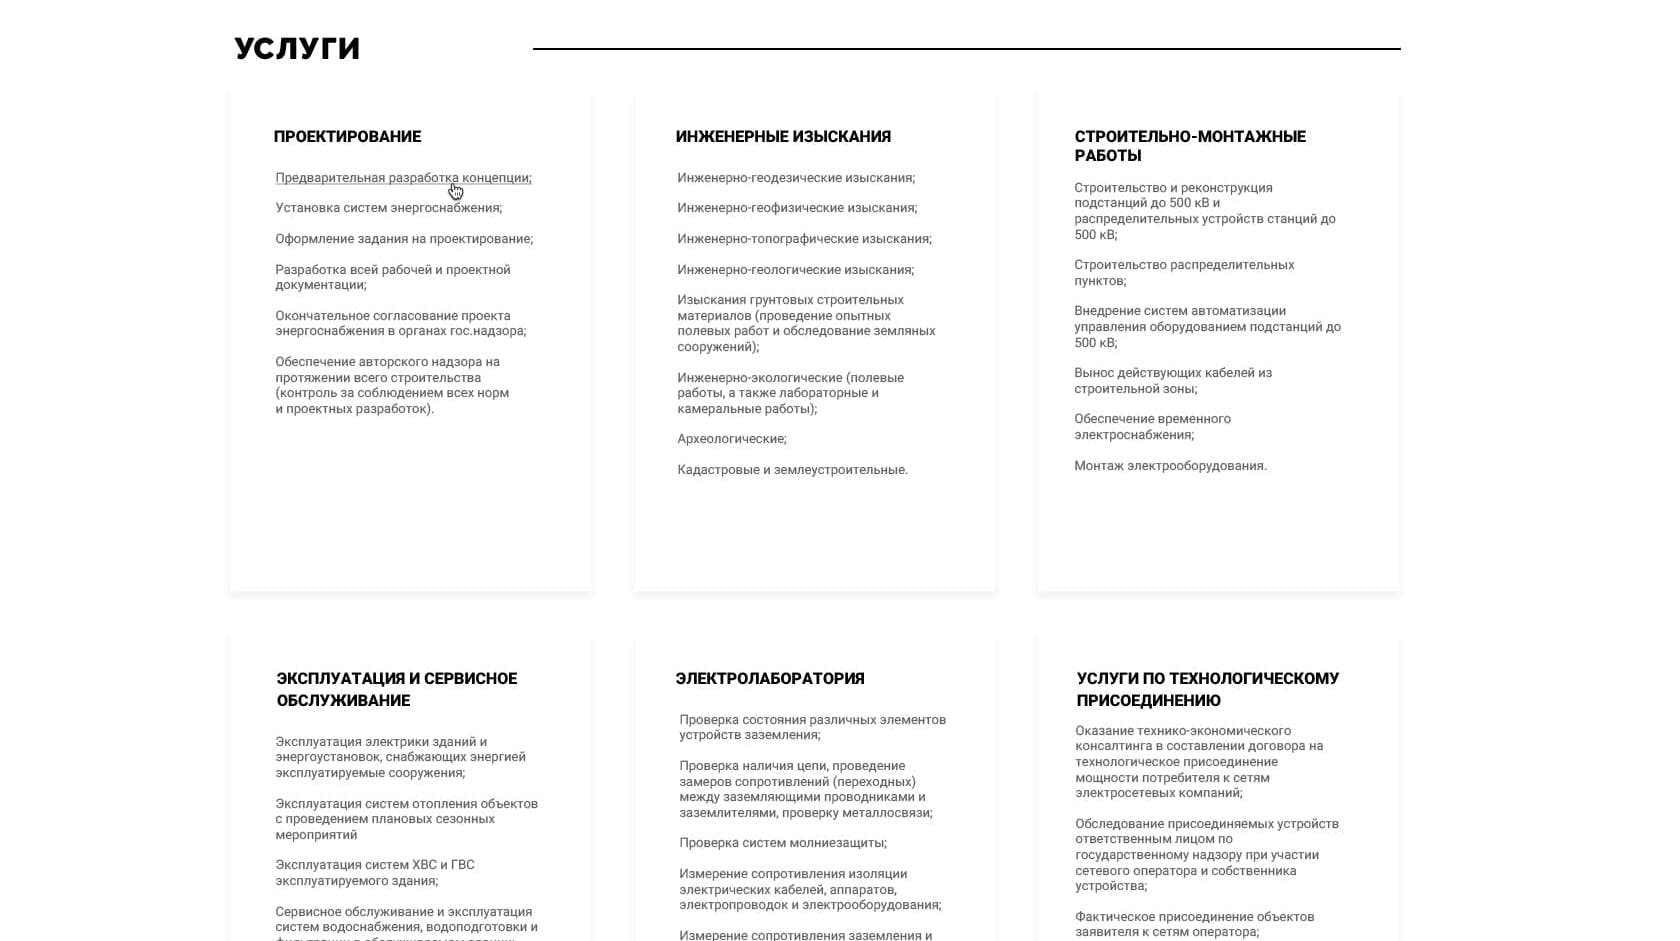 УСЛУГИ
ПРОЕКТИРОВАНИЕ
Предварительная разработка концепции;
Установка систем энергоснабжения;
Оформление задания на проектирование;
Разработка всей рабочей и проектной
документации;
Окончательное согласование проекта
энергоснабжения в органах гос.надзора;
Обеспечение авторского надзора на
протяжении всего строительства
(контроль за соблюдением всех норм
и проектных разработок).
ИНЖЕНЕРНЫЕ ИЗЫСКАНИЯ
Инженерно-геодезические изыскания;
Инженерно-геофизические изыскания;
Инженерно-топографические изыскания;
Инженерно-геологические изыскания;
Изыскания грунтовых строительных
материалов (проведение опытных
полевых работ и обследование земляных
сооружений);
Инженерно-экологические (полевые
работы, а также лабораторные и
камеральные работы);
Археологические;
Кадастровые и землеустроительные.
СТРОИТЕЛЬНО-МОНТАЖНЫЕ
РАБОТЫ
Строительство и реконструкция
подстанций до 500 кВ и
распределительных устройств станций до
500 кВ;
Строительство распределительных
пунктов;
Внедрение систем автоматизации
управления оборудованием подстанций до
500 кВ;
Вынос действующих кабелей из
строительной зоны;
Обеспечение временного
электроснабжения;
Монтаж электрооборудования.
ЭКСПЛУАТАЦИЯ И СЕРВИСНОЕ
ОБСЛУЖИВАНИЕ
Эксплуатация электрики зданий и
энергоустановок, снабжающих энергией
эксплуатируемые сооружения;
Эксплуатация систем отопления объектов
с проведением плановых сезонных
мероприятий
Эксплуатация систем ХВС и ГВС
эксплуатируемого здания;
Сервисное обслуживание и эксплуатация
систем водоснабжения, водоподготовки и
ЭЛЕКТРОЛАБОРАТОРИЯ
Проверка состояния различных элементов
устройств заземления;
Проверка наличия цепи, проведение
замеров сопротивлений (переходных)
между заземляющими проводниками и
заземлителями, проверку металлосвязи;
Проверка систем молниезащиты;
Измерение сопротивления изоляции
электрических кабелей, аппаратов,
электропроводок и электрооборудования;
Измерение сопротивления заземления и
УСЛУГИ ПО ТЕХНОЛОГИЧЕСКОМУ
ПРИСОЕДИНЕНИЮ
Оказание технико-экономического
консалтинга в составлении договора на
технологическое присоединение
мощности потребителя к сетям
электросетевых компаний;
Обследование присоединяемых устройств
ответственным лицом по
государственному надзору при участии
сетевого оператора и собственника
устройства;
Фактическое присоединение объектов
заявителя к сетям оператора;